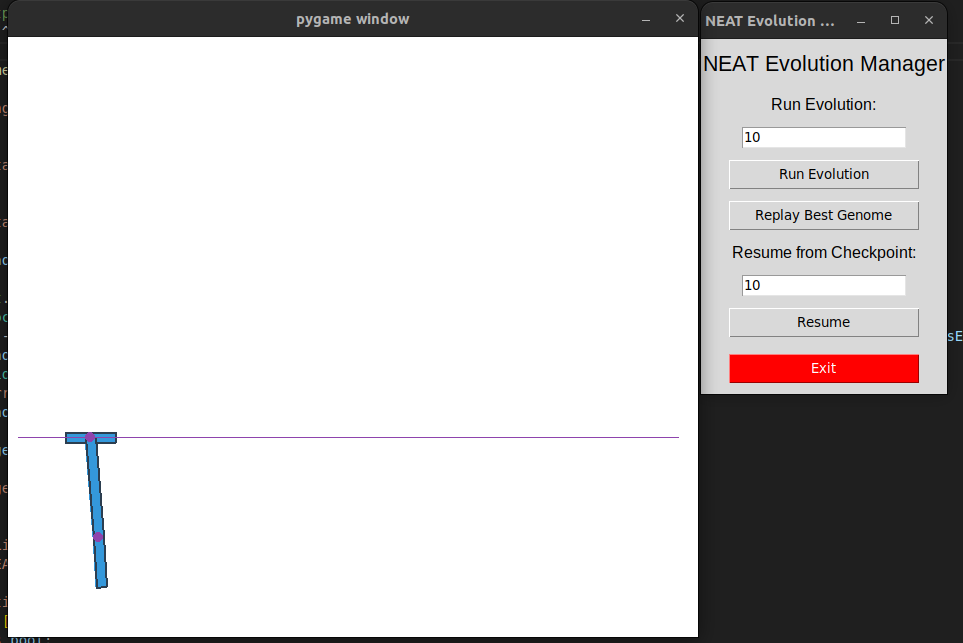 pygame window
NEAT Evolution ...
NEAT Evolution Manager
Run Evolution:
10
Run Evolution
Replay Best Genome
Resume from Checkpoint:
10
Resume
Exit